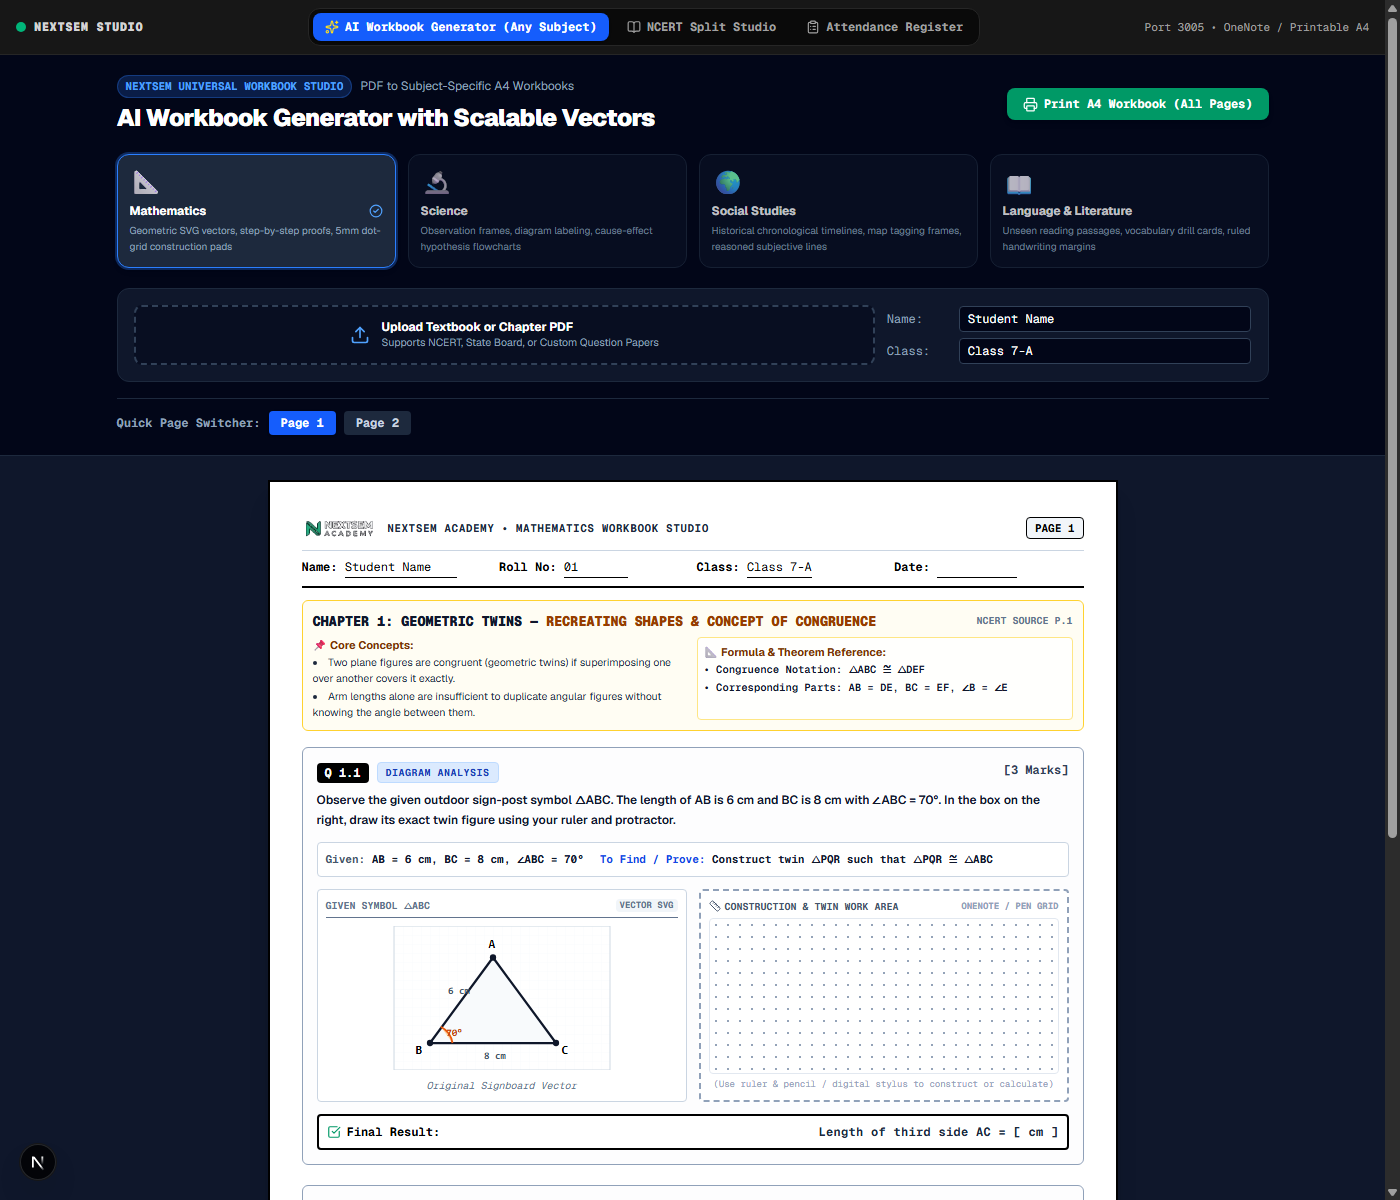 NEXTSEM STUDIO
AI Workbook Generator (Any Subject)
NCERT Split Studio
Attendance Register
Port 3005 • OneNote / Printable A4
NEXTSEM UNIVERSAL WORKBOOK STUDIO
PDF to Subject-Specific A4 Workbooks
AI Workbook Generator with Scalable Vectors
Print A4 Workbook (All Pages)
Mathematics
Geometric SVG vectors, step-by-step proofs, 5mm dot-
grid construction pads
Science
Observation frames, diagram labeling, cause-effect
hypothesis flowcharts
Social Studies
Historical chronological timelines, map tagging frames,
reasoned subjective lines
Language & Literature
Unseen reading passages, vocabulary drill cards, ruled
handwriting margins
Upload Textbook or Chapter PDF
Supports NCERT, State Board, or Custom Question Papers
Name: Student Name
Class: Class 7-A
Quick Page Switcher: Page 1 Page 2
NEXTSEM
ACADEMY
NEXTSEM ACADEMY • MATHEMATICS WORKBOOK STUDIO
PAGE 1
Name: Student Name Roll No: 01 Class: Class 7-A Date:
CHAPTER 1: GEOMETRIC TWINS — RECREATING SHAPES & CONCEPT OF CONGRUENCE
NCERT SOURCE P.1
📌 Core Concepts:
• Two plane figures are congruent (geometric twins) if superimposing one
over another covers it exactly.
• Arm lengths alone are insufficient to duplicate angular figures without
knowing the angle between them.
📐 Formula & Theorem Reference:
• Congruence Notation: △ABC ≅ △DEF
• Corresponding Parts: AB = DE, BC = EF, ∠B = ∠E
Q 1.1
DIAGRAM ANALYSIS
[3 Marks]
Observe the given outdoor sign-post symbol △ABC. The length of AB is 6 cm and BC is 8 cm with ∠ABC = 70°. In the box on the
right, draw its exact twin figure using your ruler and protractor.
Given: AB = 6 cm, BC = 8 cm, ∠ABC = 70° To Find / Prove: Construct twin △PQR such that △PQR ≅ △ABC
GIVEN SYMBOL △ABC
VECTOR SVG
A
6 cm
70°
B
C
8 cm
Original Signboard Vector
CONSTRUCTION & TWIN WORK AREA
ONENOTE / PEN GRID
(Use ruler & pencil / digital stylus to construct or calculate)
Final Result:
Length of third side AC = [ cm ]
N